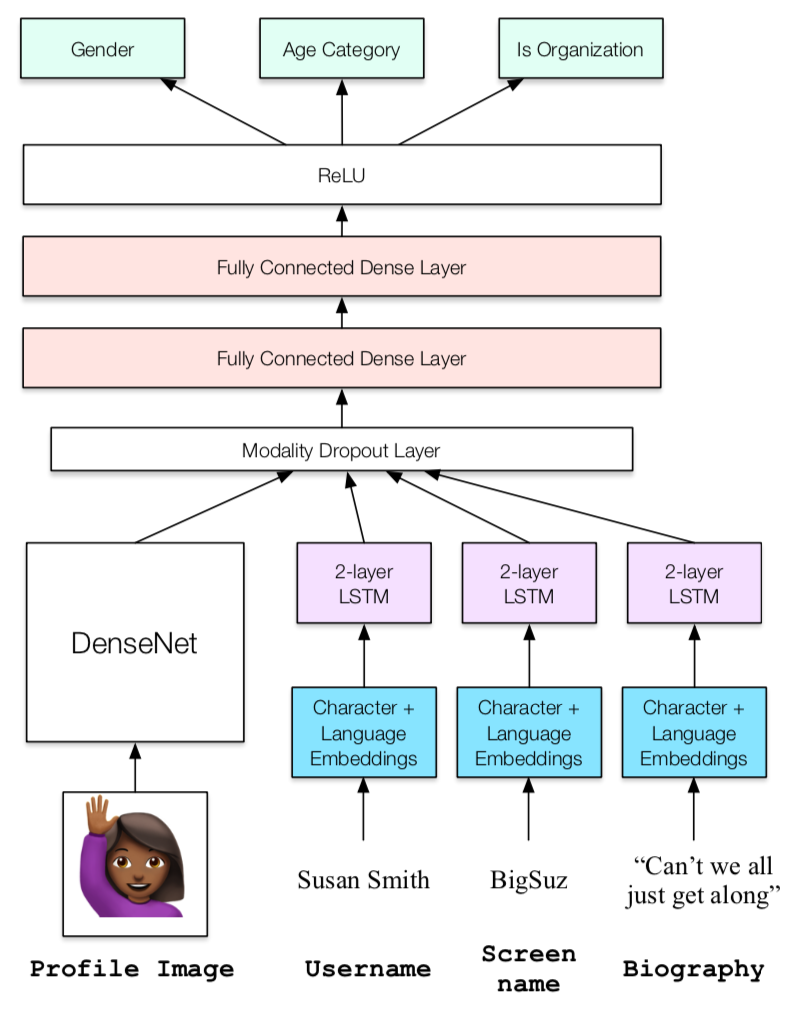 Gender
Age Category
Is Organization
ReLU
Fully Connected Dense Layer
Fully Connected Dense Layer
Modality Dropout Layer
DenseNet
2-layer
LSTM
2-layer
LSTM
2-layer
LSTM
Character +
Language
Embeddings
Character +
Language
Embeddings
Character +
Language
Embeddings
Susan Smith
BigSuz
“Can’t we all
just get along”
Profile Image
Username
Screen
name
Biography